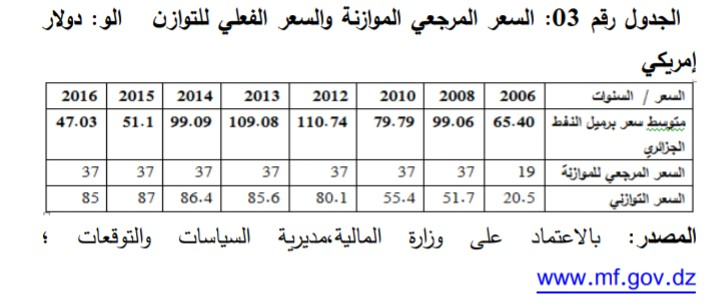 الجدول رقم 03: السعر المرجعي الموازنة والسعر الفعلي للتوازن الو: دولار
إمريكي
السعر / السنوات 2006 2008 2010 2012 2013 2014 2015 2016
متوسط سعر برميل النفط 65.40 99.06 79.79 110.74 109.08 99.09 51.1 47.03
الجزائري
السعر المرجعي للموازنة 19 37 37 37 37 37 37 37
السعر التوازني 20.5 51.7 55.4 80.1 85.6 86.4 87 85
المصدر: بالاعتماد على وزارة المالية،مديرية السياسات والتوقعات ؛
www.mf.gov.dz